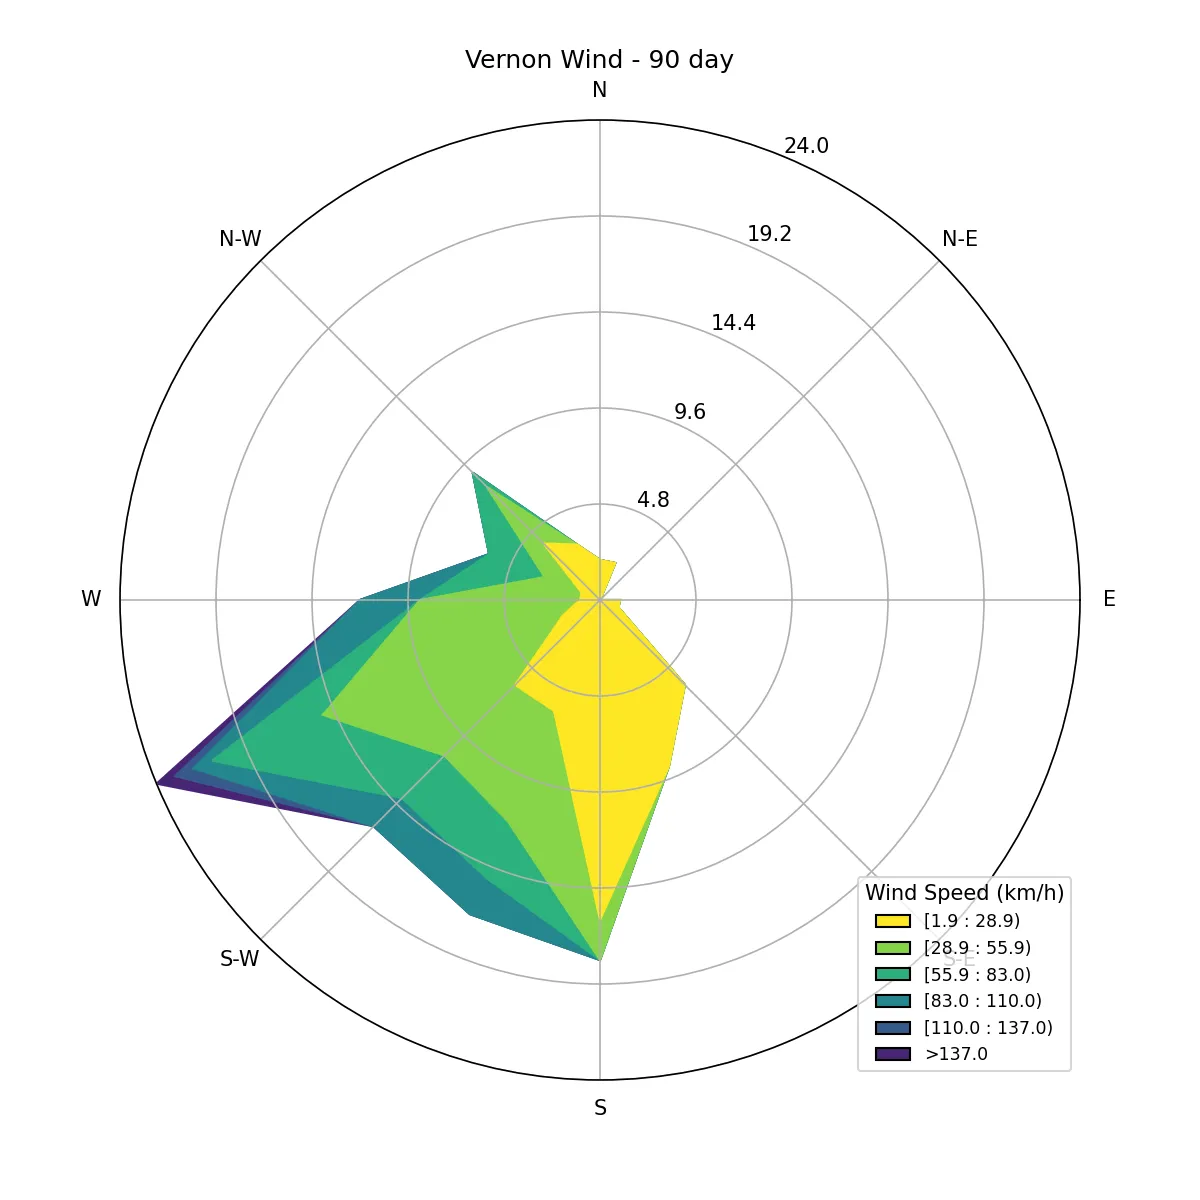 Vernon Wind - 90 day
N
24.0
19.2
N-W
N-E
14.4
9.6
4.8
W
E
Wind Speed (km/h)
[1.9 : 28.9)
[28.9 : 55.9)
S-W
S-E
[55.9 : 83.0)
[83.0 : 110.0)
[110.0 : 137.0)
>137.0
S